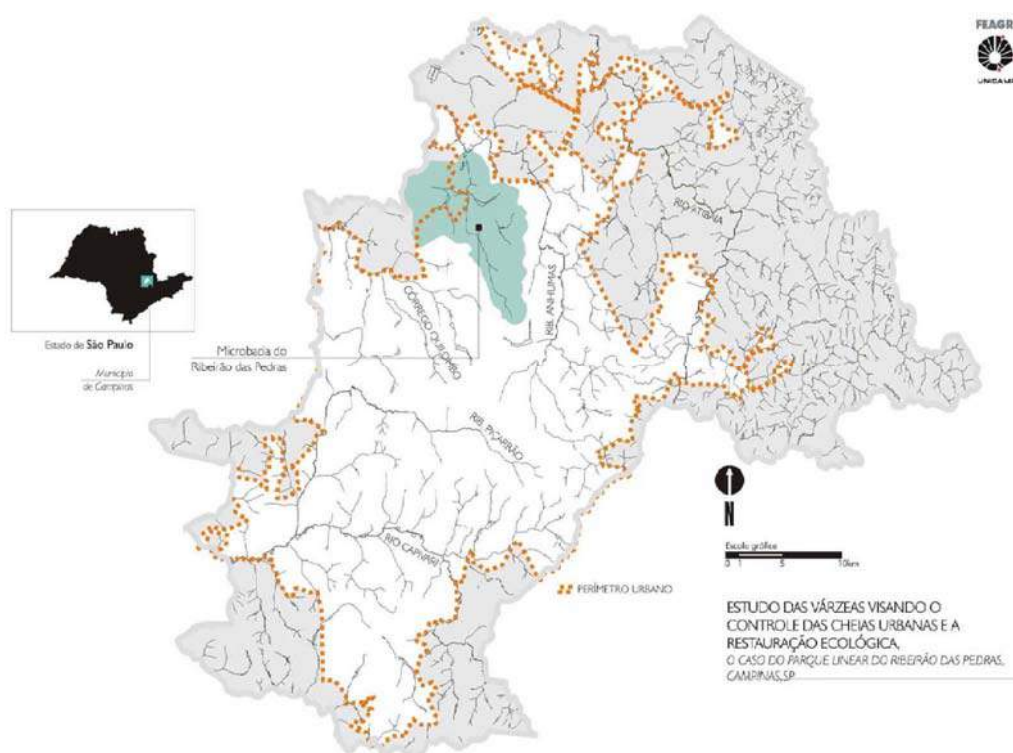 FEAGRI
UNICAMP
RIO ATIBAIA
RIB. ANHUMAS
CÓRREGO QUILOMBO
Estado de São Paulo
Município
de Campinas
Microbacia do
Ribeirão das Pedras
RIB. PIÇARRÃO
RIO CAPIVARI
N
Escala gráfica
0 1 5 10km
PERÍMETRO URBANO
ESTUDO DAS VÁRZEAS VISANDO O
CONTROLE DAS CHEIAS URBANAS E A
RESTAURAÇÃO ECOLÓGICA,
O CASO DO PARQUE LINEAR DO RIBEIRÃO DAS PEDRAS,
CAMPINAS,SP